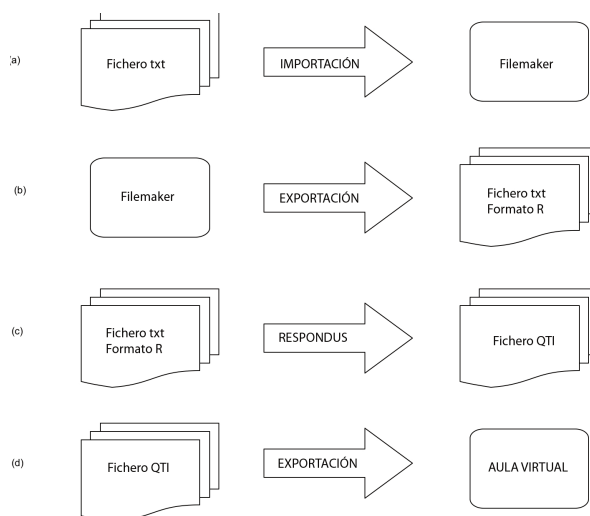 (a)
Fichero txt
IMPORTACIÓN
Filemaker
(b)
Filemaker
EXPORTACIÓN
Fichero txt
Formato R
(c)
Fichero txt
Formato R
RESPONDUS
Fichero QTI
(d)
Fichero QTI
EXPORTACIÓN
AULA VIRTUAL